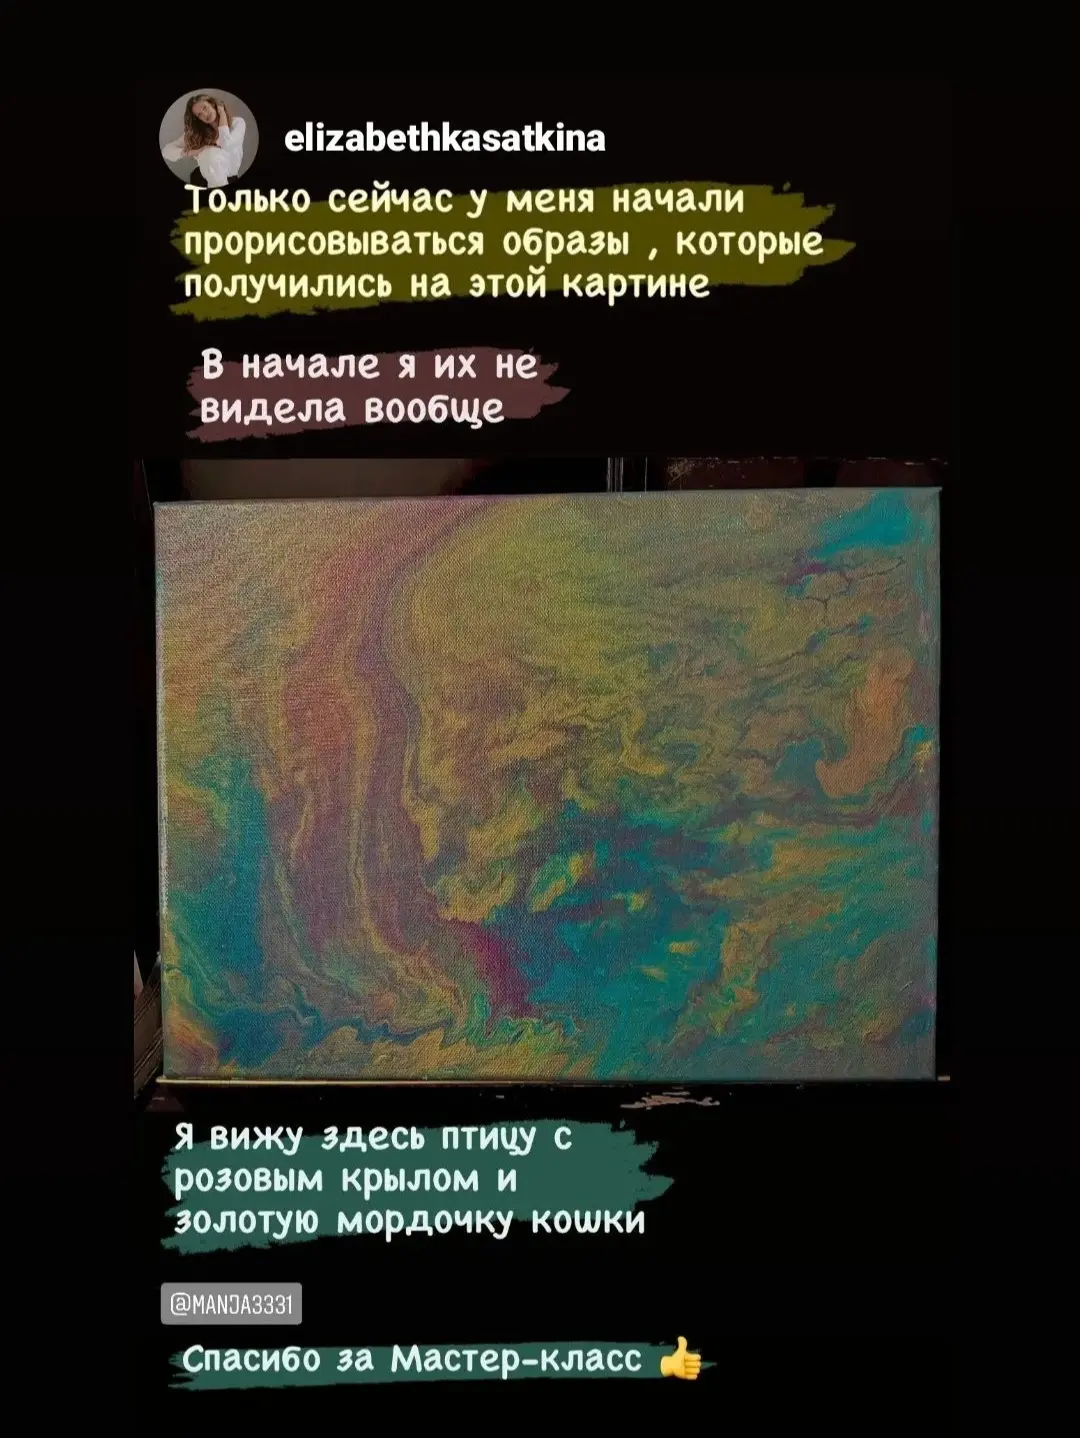 elizabethkasatkina
Только сейчас у меня начали
прорисовываться образы , которые
получились на этой картине
В начале я их не
видела вообще
Я вижу здесь птицу с
розовым крылом и
золотую мордочку кошки
@MANJA3331
Спасибо за Мастер-класс 👍